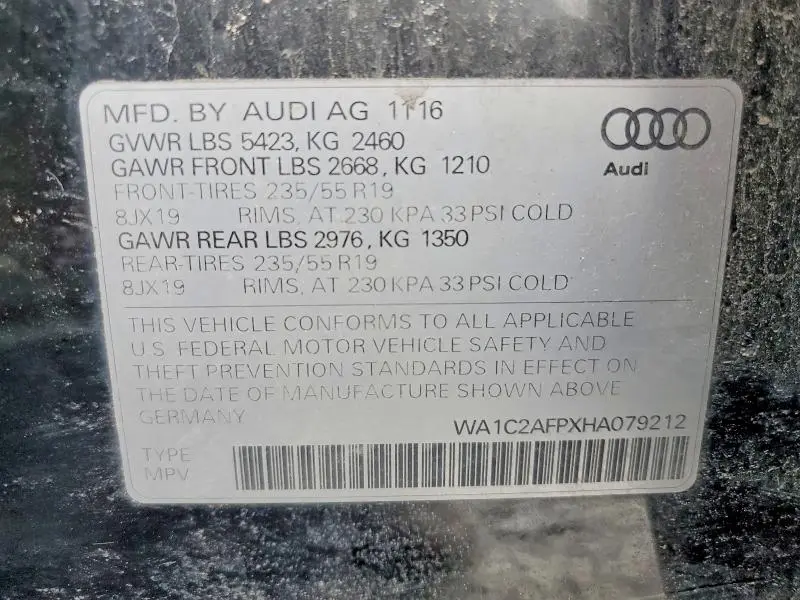 MFD. BY AUDI AG 1116
GVWR LBS 5423, KG 2460
GAWR FRONT LBS 2668, KG 1210
FRONT-TIRES 235/55 R19
8JX19 RIMS, AT 230 KPA 33 PSI COLD
GAWR REAR LBS 2976, KG 1350
REAR-TIRES 235/55 R19
8JX19 RIMS, AT 230 KPA 33 PSI COLD
Audi
THIS VEHICLE CONFORMS TO ALL APPLICABLE
U.S. FEDERAL MOTOR VEHICLE SAFETY AND
THEFT PREVENTION STANDARDS IN EFFECT ON
THE DATE OF MANUFACTURE SHOWN ABOVE
GERMANY
WA1C2AFPXHA079212
TYPE
MPV